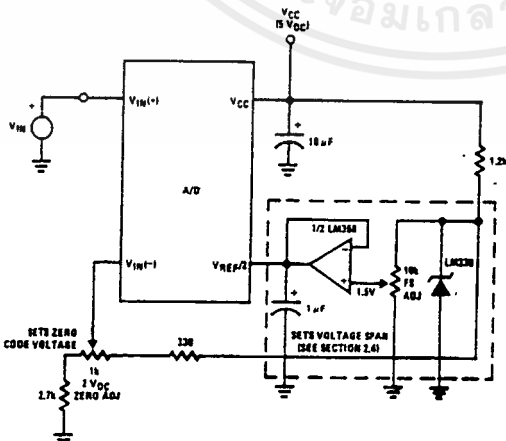 VCC
(5 VDC)
VIN(+)
VCC
+
VIN
+
10 µF
1.2k
A/D
1/2 LM358
VREF/2
−
+
1.5V
10k
FS
ADJ
LM336
VIN(−)
+
1 µF
SETS VOLTAGE SPAN
(SEE SECTION 2.4)
SETS ZERO
CODE VOLTAGE
330
1k
2 VDC
ZERO ADJ
2.7k